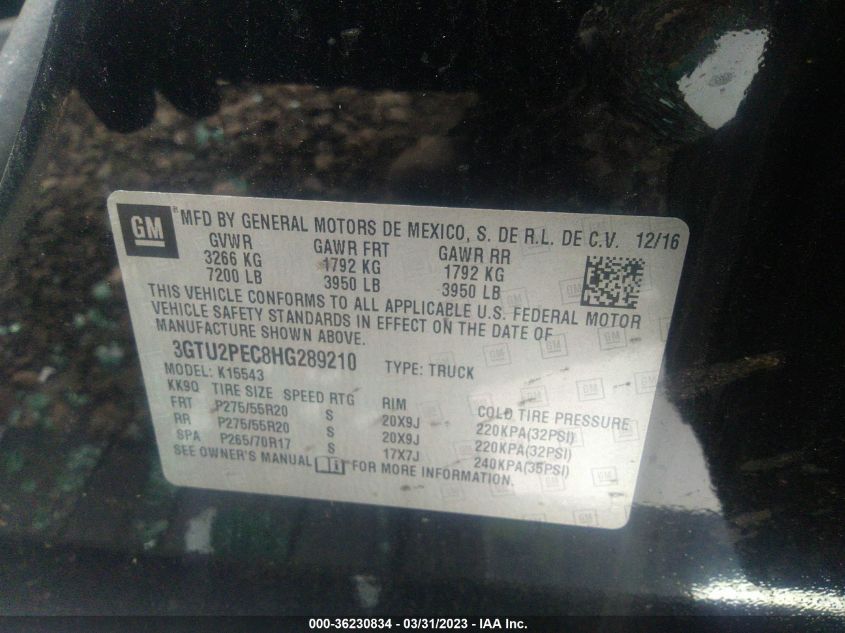 GM ® MFD BY GENERAL MOTORS DE MEXICO, S. DE R.L. DE C.V. 12/16
GVWR GAWR FRT GAWR RR
3266 KG 1792 KG 1792 KG
7200 LB 3950 LB 3950 LB
THIS VEHICLE CONFORMS TO ALL APPLICABLE U.S. FEDERAL MOTOR
VEHICLE SAFETY STANDARDS IN EFFECT ON THE DATE OF
MANUFACTURE SHOWN ABOVE.
3GTU2PEC8HG289210 TYPE: TRUCK
MODEL: K15543
KK9Q TIRE SIZE SPEED RTG RIM COLD TIRE PRESSURE
FRT P275/55R20 S 20X9J 220KPA(32PSI)
RR P275/55R20 S 20X9J 220KPA(32PSI)
SPA P265/70R17 S 17X7J 240KPA(35PSI)
SEE OWNER'S MANUAL FOR MORE INFORMATION.
000-36230834 - 03/31/2023 - IAA Inc.